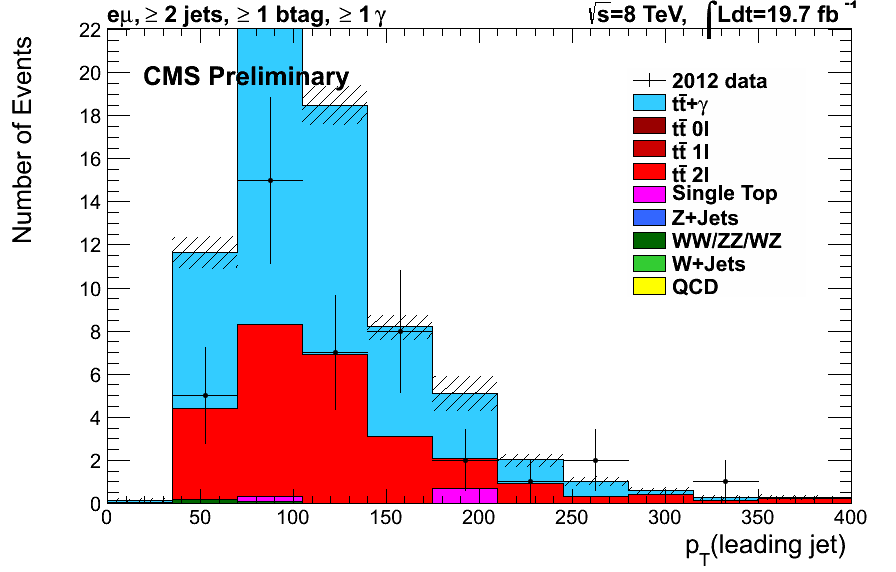 eμ, ≥ 2 jets, ≥ 1 btag, ≥ 1 γ
√s=8 TeV, ∫Ldt=19.7 fb⁻¹
CMS Preliminary
Number of Events
22
20
18
16
14
12
10
8
6
4
2
0
2012 data
tt̄+γ
tt̄ 0l
tt̄ 1l
tt̄ 2l
Single Top
Z+Jets
WW/ZZ/WZ
W+Jets
QCD
0 50 100 150 200 250 300 350 400
p_T(leading jet)